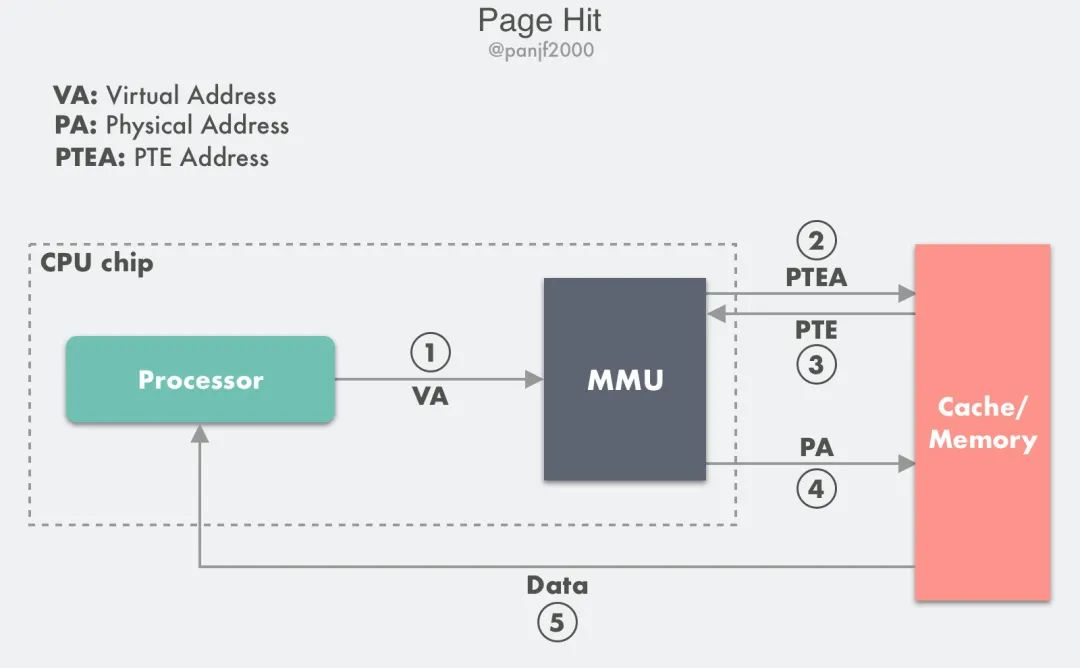 Page Hit
@panjf2000
VA: Virtual Address
PA: Physical Address
PTEA: PTE Address
CPU chip
Processor
①
VA
MMU
②
PTEA
PTE
③
PA
④
Cache/
Memory
Data
⑤